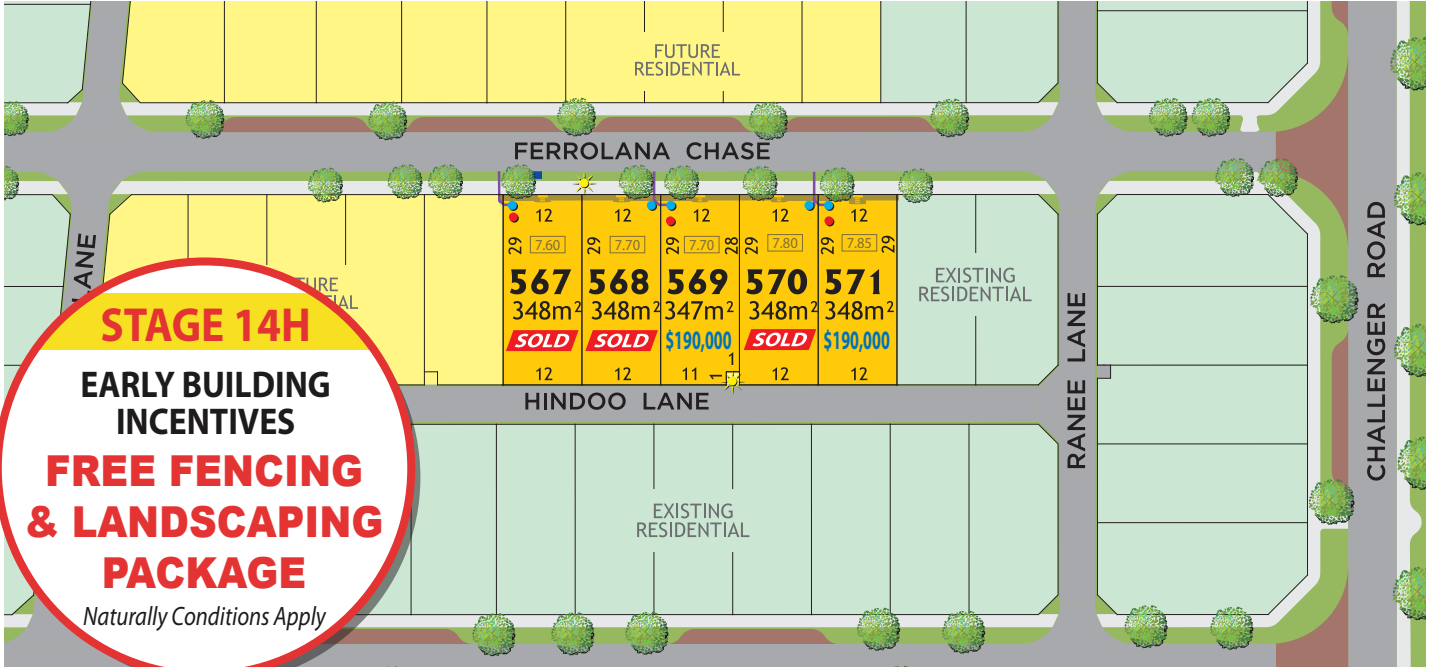 FUTURE
RESIDENTIAL
FERROLANA CHASE
12
12
12
12
12
29
7.60
29
7.70
29
7.70
28
29
7.80
29
7.85
29
567
568
569
570
571
348m²
348m²
347m²
348m²
348m²
SOLD
SOLD
$190,000
SOLD
$190,000
12
12
11
1
1
12
12
HINDOO LANE
EXISTING
RESIDENTIAL
EXISTING
RESIDENTIAL
RANEE LANE
CHALLENGER ROAD
LANE
TURE
IAL
STAGE 14H
EARLY BUILDING
INCENTIVES
FREE FENCING
& LANDSCAPING
PACKAGE
Naturally Conditions Apply